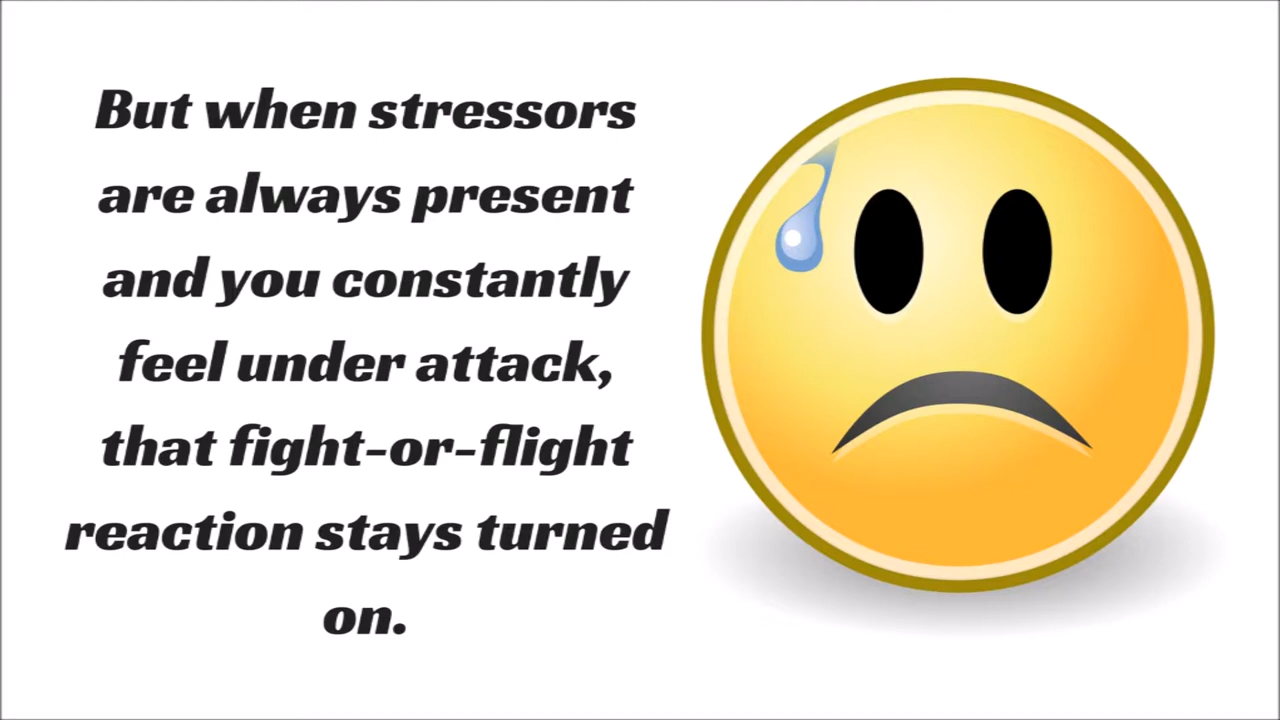 But when stressors
are always present
and you constantly
feel under attack,
that fight-or-flight
reaction stays turned
on.